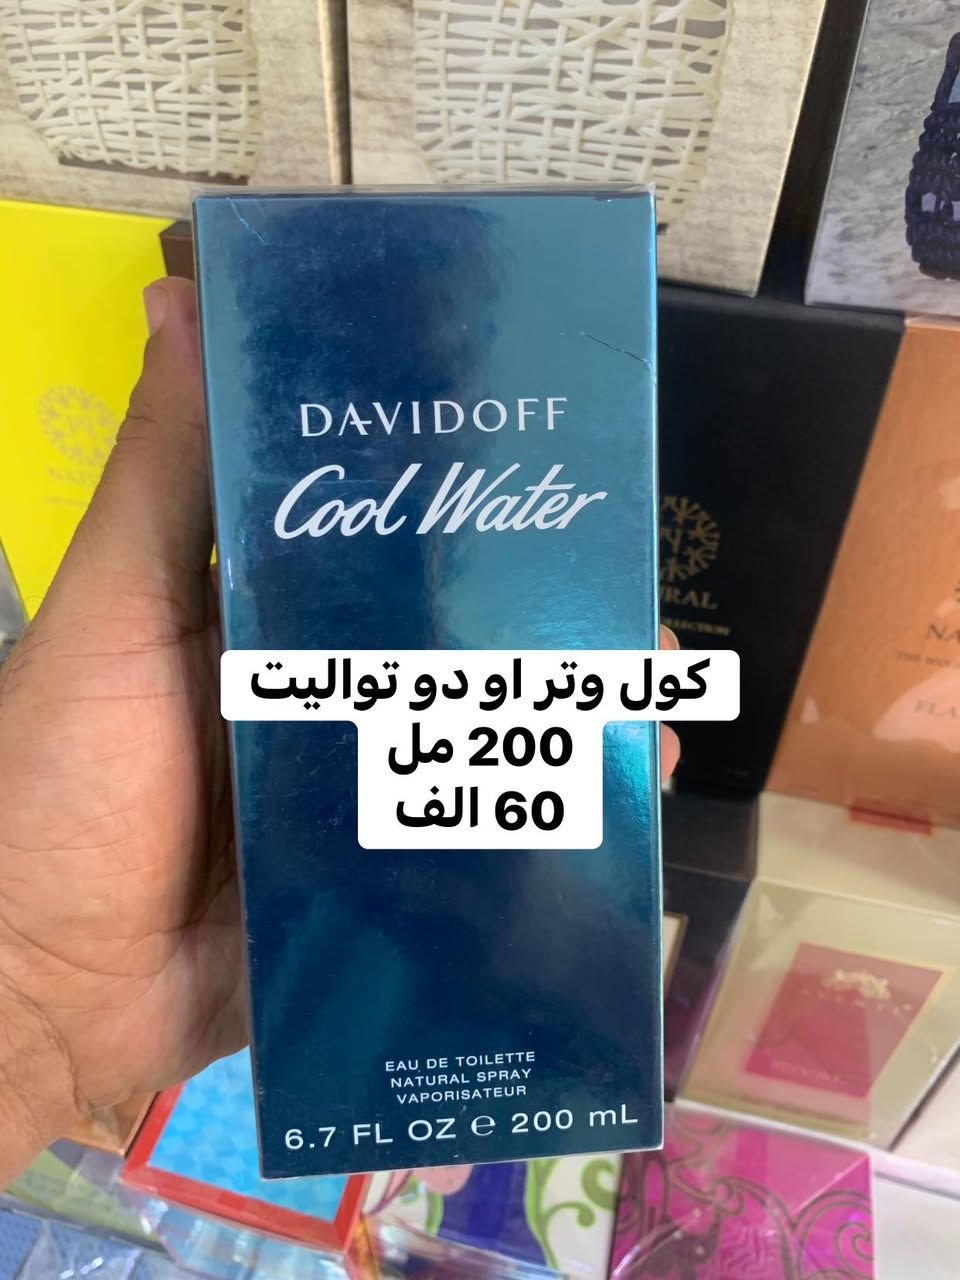 DAVIDOFF
Cool Water
كول وتر او دو تواليت
200 مل
60 الف
EAU DE TOILETTE
NATURAL SPRAY
VAPORISATEUR
6.7 FL OZ e 200 mL